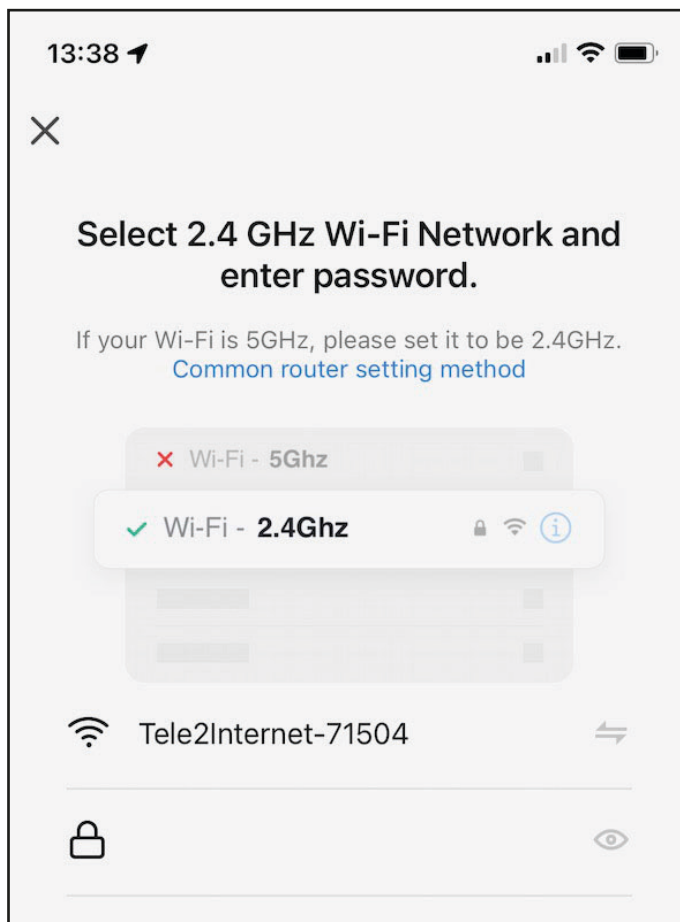 13:38
Select 2.4 GHz Wi-Fi Network and
enter password.
If your Wi-Fi is 5GHz, please set it to be 2.4GHz.
Common router setting method
Wi-Fi - 5Ghz
Wi-Fi - 2.4Ghz
Tele2Internet-71504